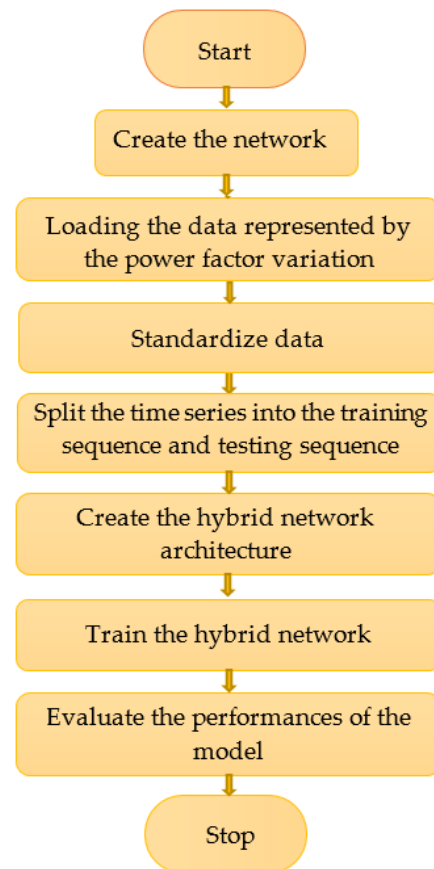 Start
Create the network
Loading the data represented by
the power factor variation
Standardize data
Split the time series into the training
sequence and testing sequence
Create the hybrid network
architecture
Train the hybrid network
Evaluate the performances of the
model
Stop